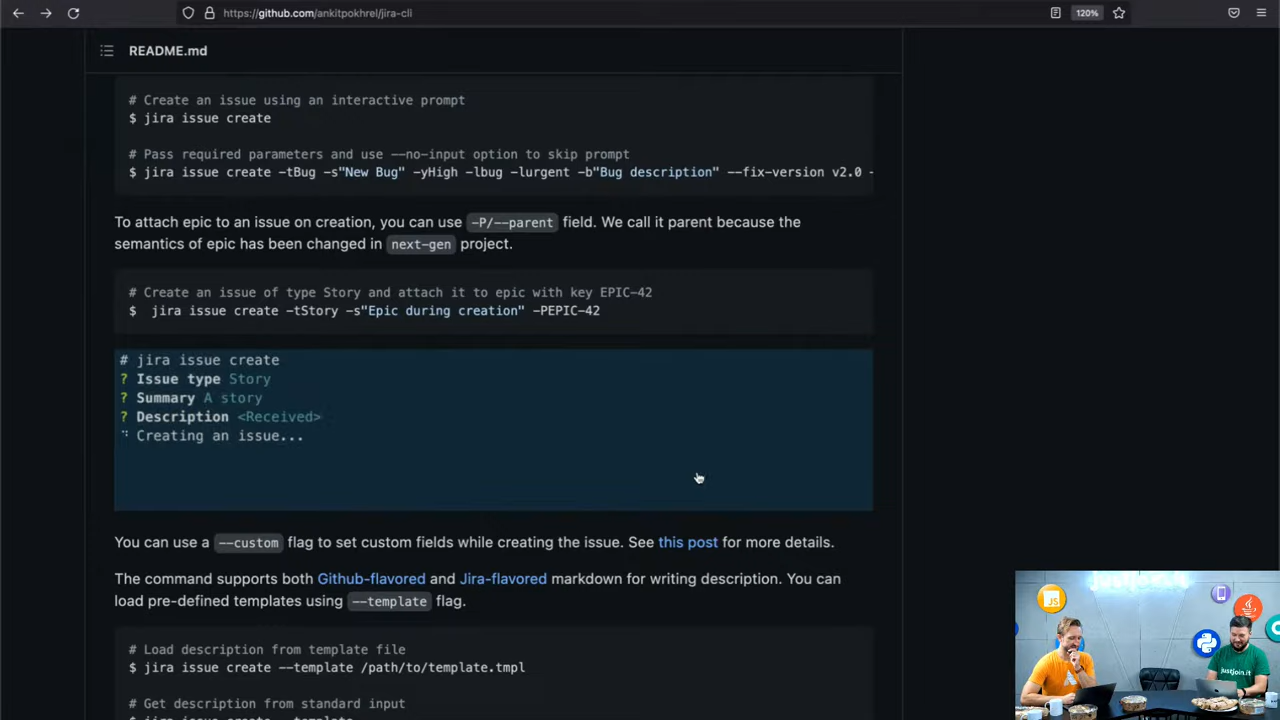 https://github.com/ankitpokhrel/jira-cli
120%
README.md
# Create an issue using an interactive prompt
$ jira issue create
# Pass required parameters and use --no-input option to skip prompt
$ jira issue create -tBug -s"New Bug" -yHigh -lbug -lurgent -b"Bug description" --fix-version v2.0 -
To attach epic to an issue on creation, you can use -P/--parent field. We call it parent because the
semantics of epic has been changed in next-gen project.
# Create an issue of type Story and attach it to epic with key EPIC-42
$  jira issue create -tStory -s"Epic during creation" -PEPIC-42
# jira issue create
? Issue type Story
? Summary A story
? Description <Received>
Creating an issue...
You can use a --custom flag to set custom fields while creating the issue. See this post for more details.
The command supports both Github-flavored and Jira-flavored markdown for writing description. You can
load pre-defined templates using --template flag.
# Load description from template file
$ jira issue create --template /path/to/template.tmpl
# Get description from standard input
$ jira issue create --template
JS
justjoin.it